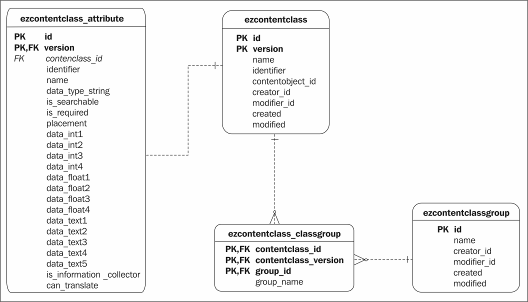 ezcontentclass_attribute
PK id
PK,FK version
FK contenclass_id
identifier
name
data_type_string
is_searchable
is_required
placement
data_int1
data_int2
data_int3
data_int4
data_float1
data_float2
data_float3
data_float4
data_text1
data_text2
data_text3
data_text4
data_text5
is_information _collector
can_translate
ezcontentclass
PK id
PK version
name
identifier
contentobject_id
creator_id
modifier_id
created
modified
ezcontentclass_classgroup
PK,FK contentclass_id
PK,FK contentclass_version
PK,FK group_id
group_name
ezcontentclassgroup
PK id
name
creator_id
modifier_id
created
modified